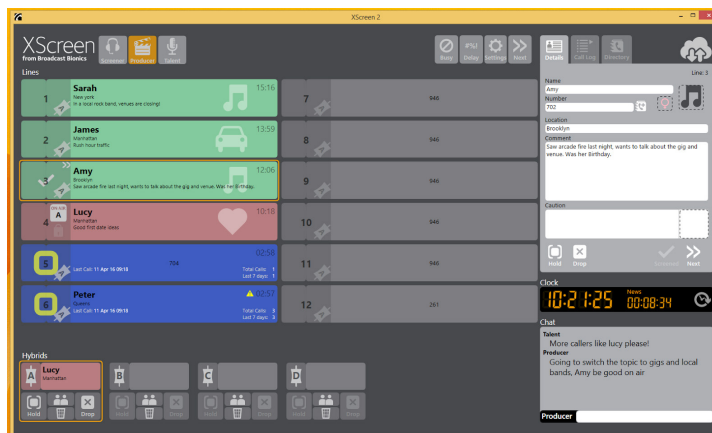 XScreen 2
XScreen
from Broadcast Bionics
Screener
Producer
Talent
Busy
#%!
Delay
Settings
Next
Details
Call Log
Directory
Lines
Line: 3
1
Sarah
New york
In a local rock band, venues are closing!
15:16
7
946
2
James
Manhattan
Rush hour traffic
13:59
8
946
3
Amy
Brooklyn
Saw arcade fire last night, wants to talk about the gig and venue. Was her Birthday.
12:06
9
946
4
A
Lucy
Manhattan
Good first date ideas
10:18
10
946
5
704
02:58
Last Call: 11 Apr 16 09:18
Total Calls: 1
Last 7 days: 1
11
946
6
Peter
Queens
02:57
Last Call: 11 Apr 16 09:18
Total Calls: 3
Last 7 days: 3
12
261
Name
Amy
Number
702
Location
Brooklyn
Comment
Saw arcade fire last night, wants to talk about the gig and
venue. Was her Birthday.
Caution
Hold
Drop
Screened
Next
Clock
10:21:25
News
00:08:34
Chat
Talent
More callers like lucy please!
Producer
Going to switch the topic to gigs and local
bands, Amy be good on air
Producer
Hybrids
A
Lucy
Manhattan
Hold
Drop
B
Hold
Drop
C
Hold
Drop
D
Hold
Drop